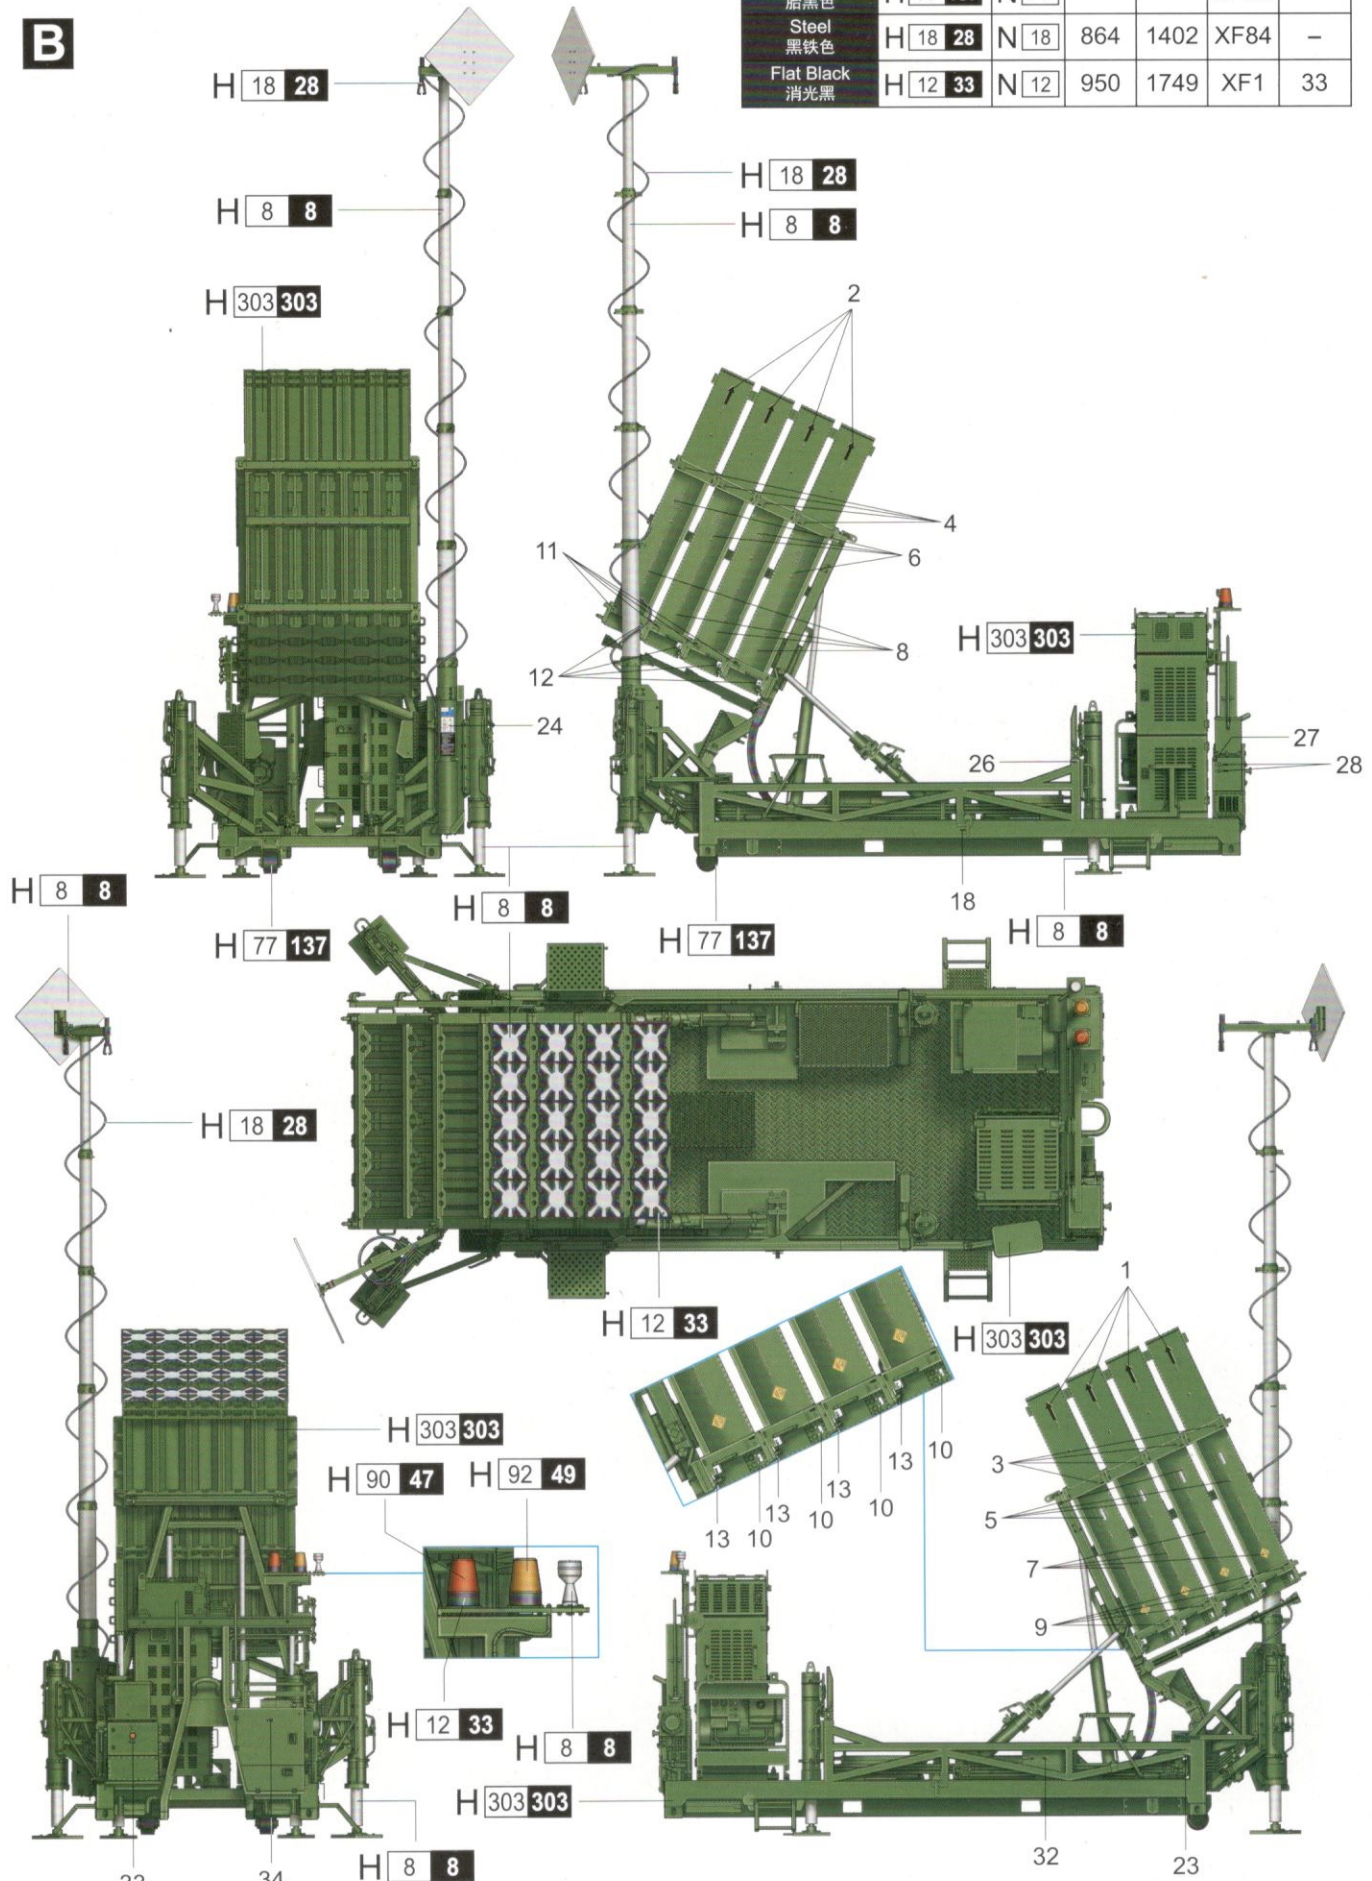 B
胎黑色
Steel
黑铁色
H 18 28 N 18 864 1402 XF84 –
Flat Black
消光黑
H 12 33 N 12 950 1749 XF1 33
H 18 28
H 18 28
H 8 8
H 8 8
H 303 303
2
4
11
6
H 303 303
8
12
24
27
26
28
H 8 8
18
H 8 8
H 77 137
H 77 137
H 8 8
H 18 28
1
H 12 33
H 303 303
H 303 303
13 10 13 10 13 10 13 10
3
H 90 47
H 92 49
5
7
9
H 12 33
H 8 8
H 303 303
H 8 8
34
32
23